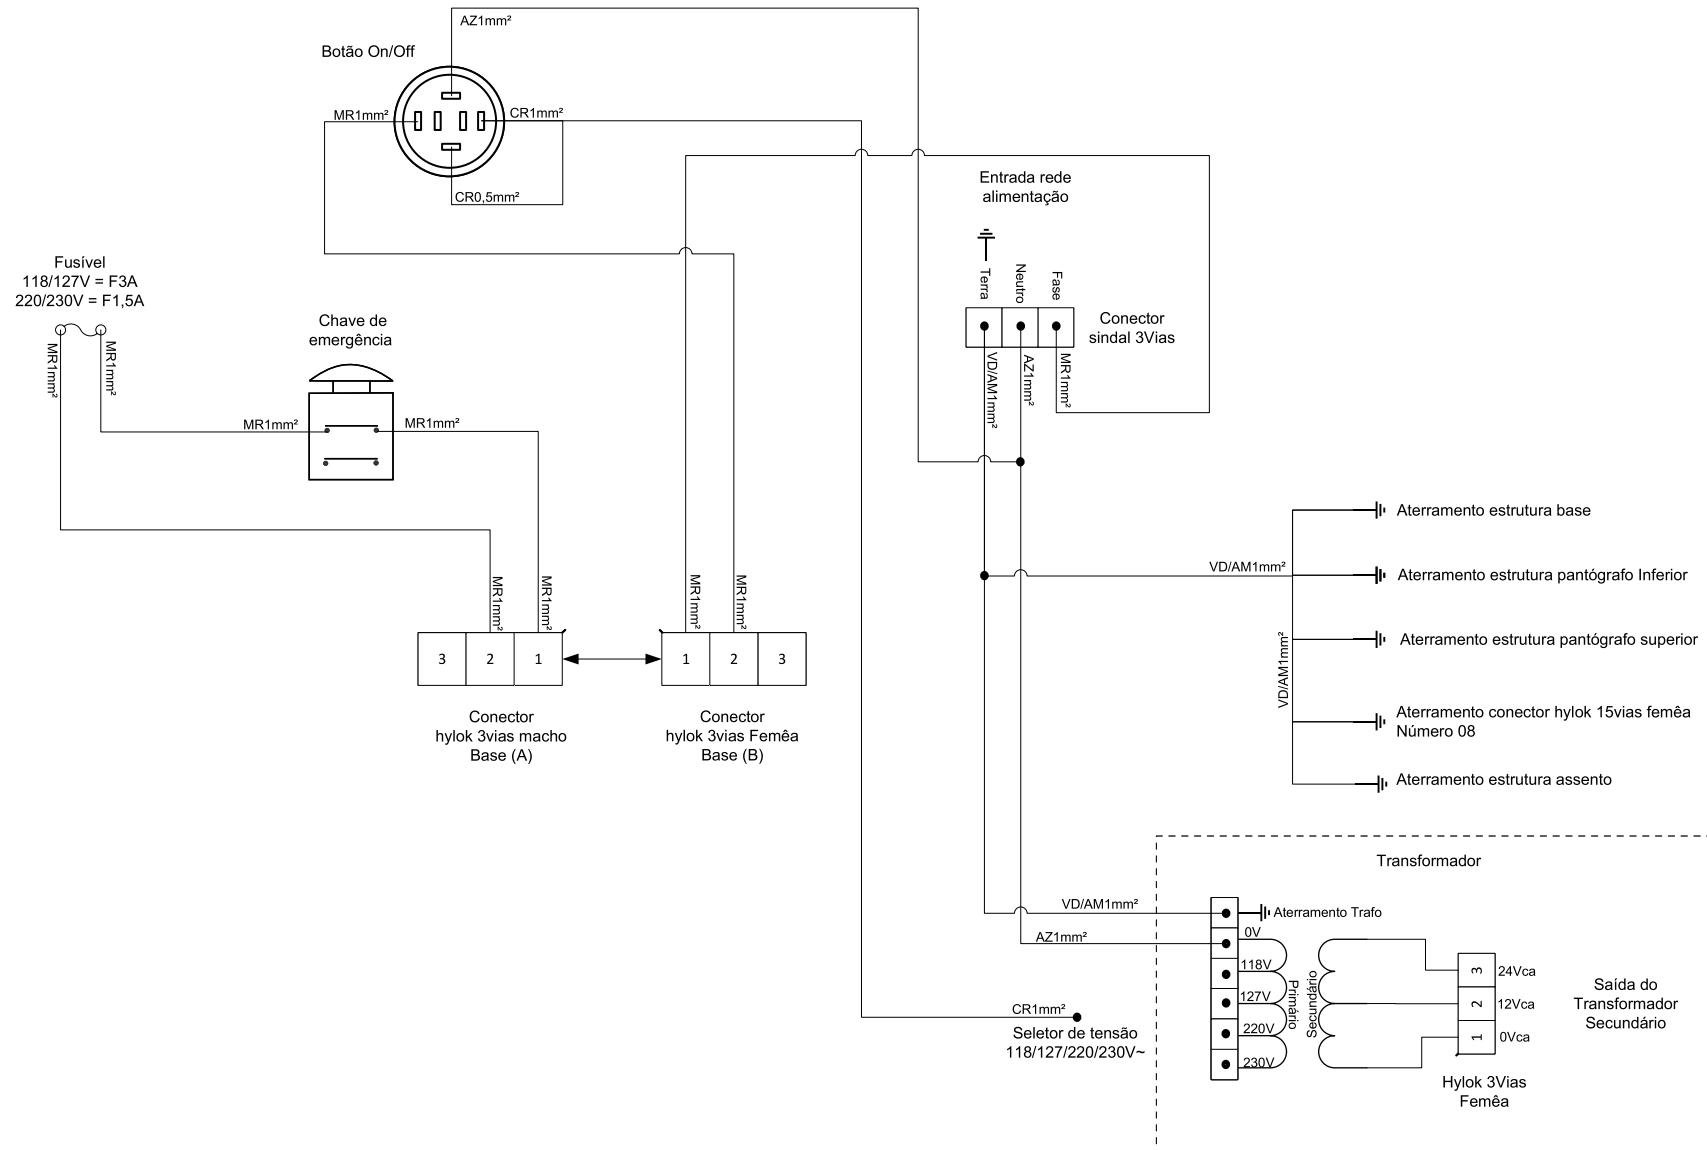 AZ1mm²
Botão On/Off
MR1mm²
CR1mm²
CR0,5mm²
Entrada rede
alimentação
Terra
Neutro
Fase
Conector
sindal 3Vias
VD/AM1mm²
AZ1mm²
MR1mm²
Fusível
118/127V = F3A
220/230V = F1,5A
MR1mm²
MR1mm²
Chave de
emergência
MR1mm²
MR1mm²
MR1mm²
MR1mm²
MR1mm²
MR1mm²
3
2
1
1
2
3
Conector
hylok 3vias macho
Base (A)
Conector
hylok 3vias Femêa
Base (B)
VD/AM1mm²
VD/AM1mm²
Aterramento estrutura base
Aterramento estrutura pantógrafo Inferior
Aterramento estrutura pantógrafo superior
Aterramento conector hylok 15vias femêa
Número 08
Aterramento estrutura assento
Transformador
VD/AM1mm²
Aterramento Trafo
AZ1mm²
0V
118V
127V
220V
230V
Primário
Secundário
3
2
1
24Vca
12Vca
0Vca
Saída do
Transformador
Secundário
Hylok 3Vias
Femêa
CR1mm²
Seletor de tensão
118/127/220/230V~